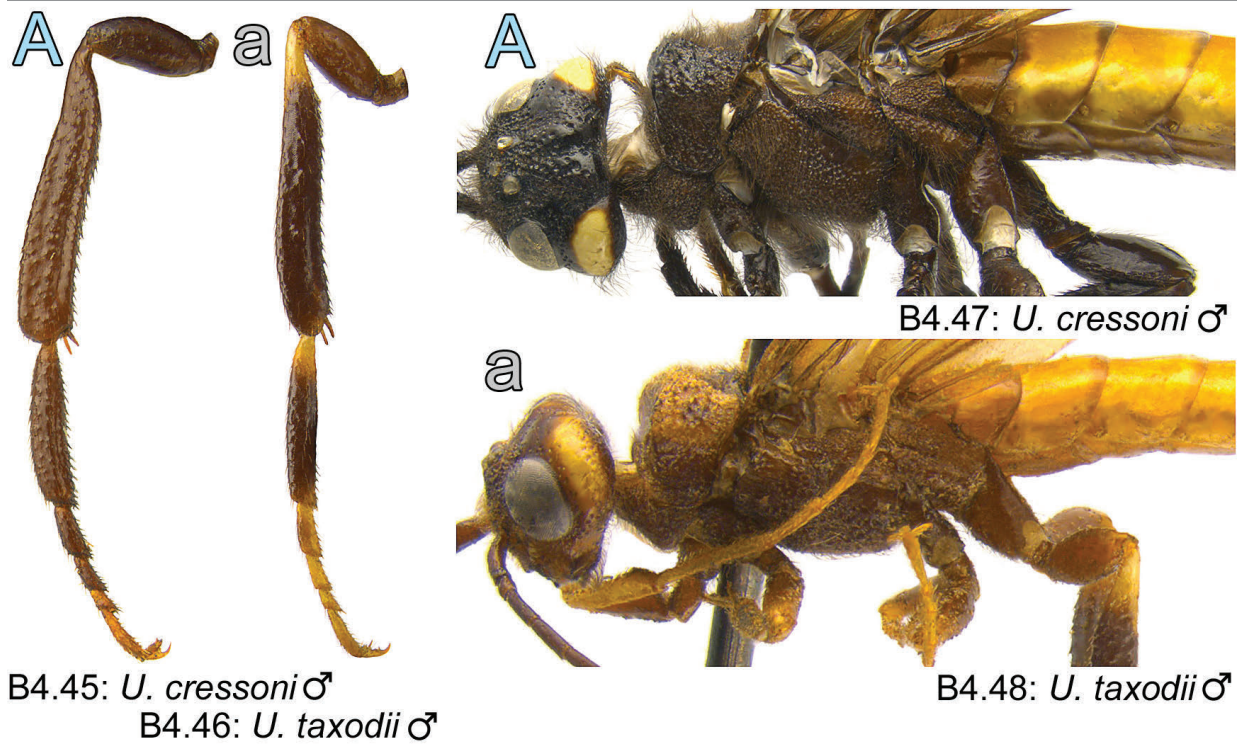 A
a
B4.45: U. cressoni ♂
B4.46: U. taxodii ♂
A
B4.47: U. cressoni ♂
a
B4.48: U. taxodii ♂